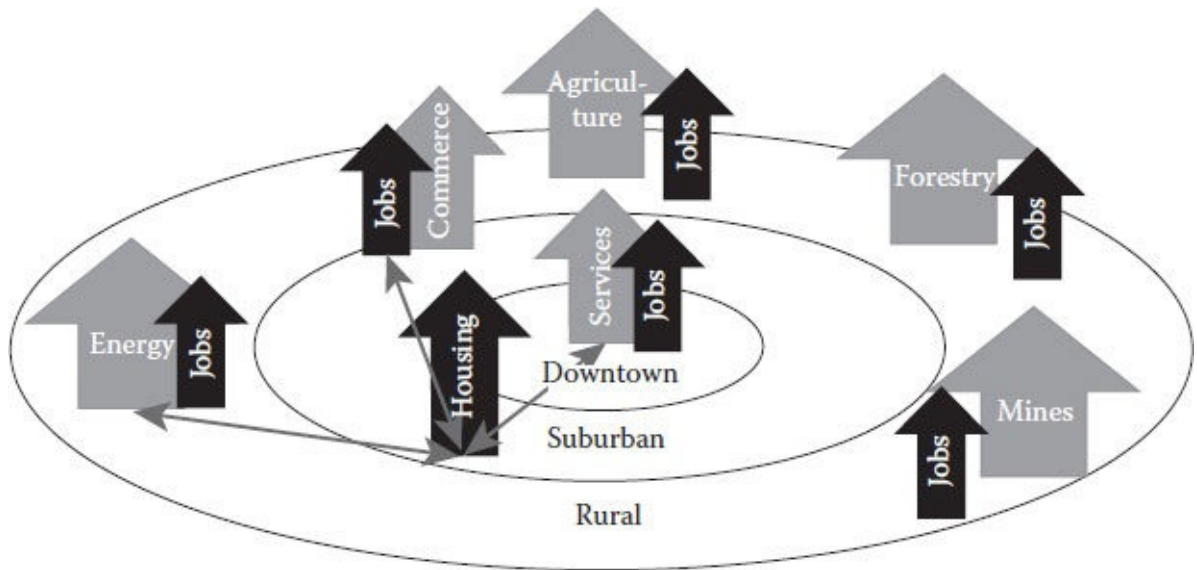 Agricul-
ture
Jobs
Commerce
Jobs
Forestry
Jobs
Services
Jobs
Energy
Jobs
Housing
Downtown
Mines
Jobs
Suburban
Rural